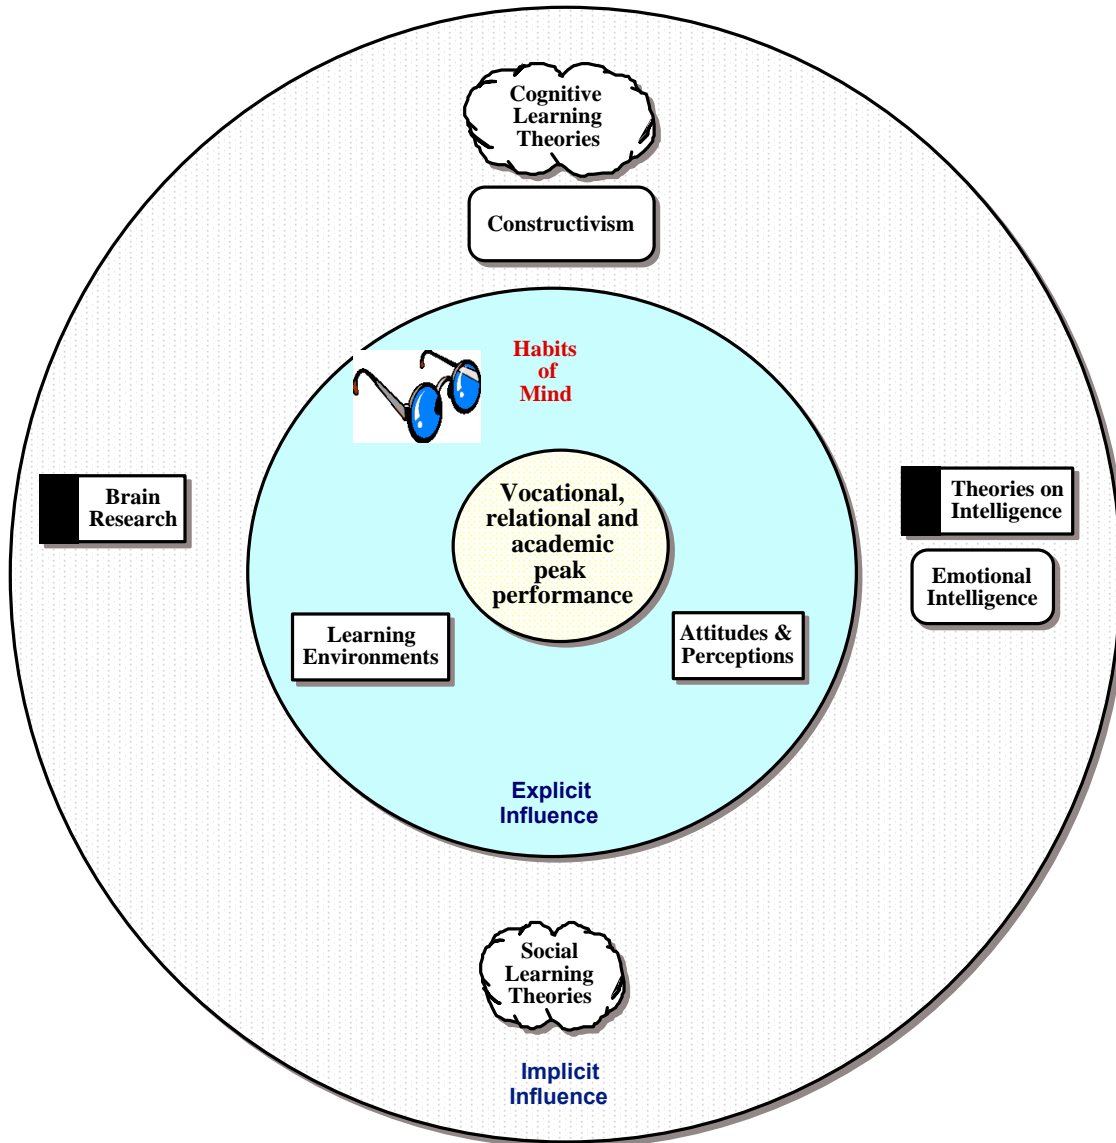 Cognitive
Learning
Theories
Constructivism
Habits
of
Mind
Brain
Research
Vocational,
relational and
academic
peak
performance
Theories on
Intelligence
Emotional
Intelligence
Learning
Environments
Attitudes &
Perceptions
Explicit
Influence
Social
Learning
Theories
Implicit
Influence